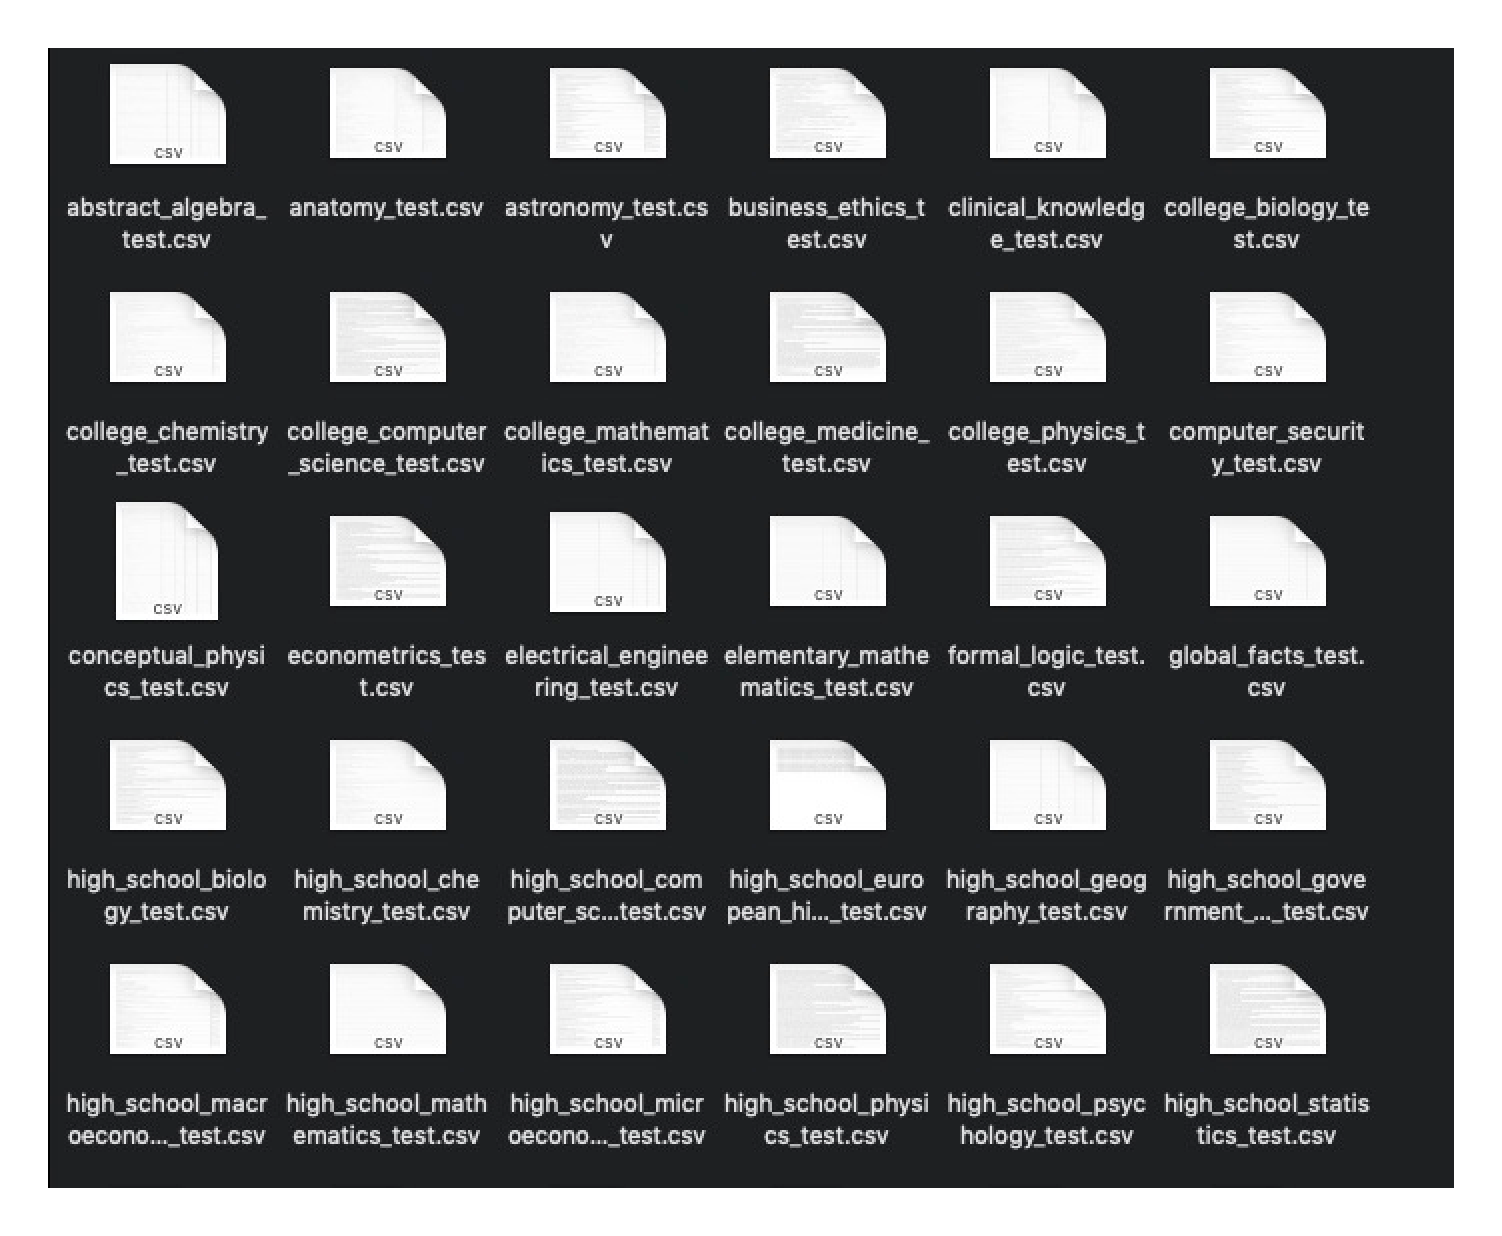 CSV CSV CSV CSV CSV CSV
abstract_algebra_ anatomy_test.csv astronomy_test.cs business_ethics_t clinical_knowledg college_biology_te
test.csv v est.csv e_test.csv st.csv
CSV CSV CSV CSV CSV CSV
college_chemistry college_computer college_mathemat college_medicine_ college_physics_t computer_securit
_test.csv _science_test.csv ics_test.csv test.csv est.csv y_test.csv
CSV CSV CSV CSV CSV CSV
conceptual_physi econometrics_tes electrical_enginee elementary_mathe formal_logic_test. global_facts_test.
cs_test.csv t.csv ring_test.csv matics_test.csv csv csv
CSV CSV CSV CSV CSV CSV
high_school_biolo high_school_che high_school_com high_school_euro high_school_geog high_school_gove
gy_test.csv mistry_test.csv puter_sc...test.csv pean_hi..._test.csv raphy_test.csv rnment_..._test.csv
CSV CSV CSV CSV CSV CSV
high_school_macr high_school_math high_school_micr high_school_physi high_school_psyc high_school_statis
oecono..._test.csv ematics_test.csv oecono..._test.csv cs_test.csv hology_test.csv tics_test.csv